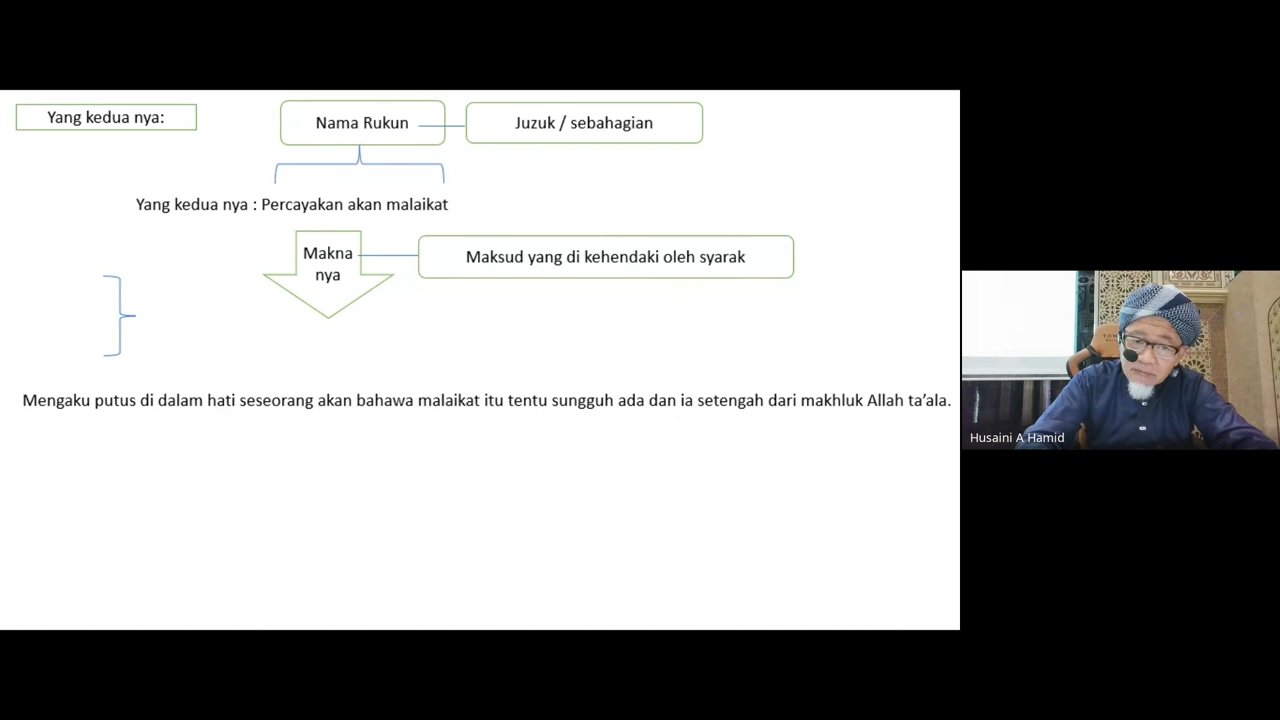 Yang kedua nya:
Nama Rukun
Juzuk / sebahagian
Yang kedua nya : Percayakan akan malaikat
Makna
nya
Maksud yang di kehendaki oleh syarak
Mengaku putus di dalam hati seseorang akan bahawa malaikat itu tentu sungguh ada dan ia setengah dari makhluk Allah ta’ala.
Husaini A Hamid